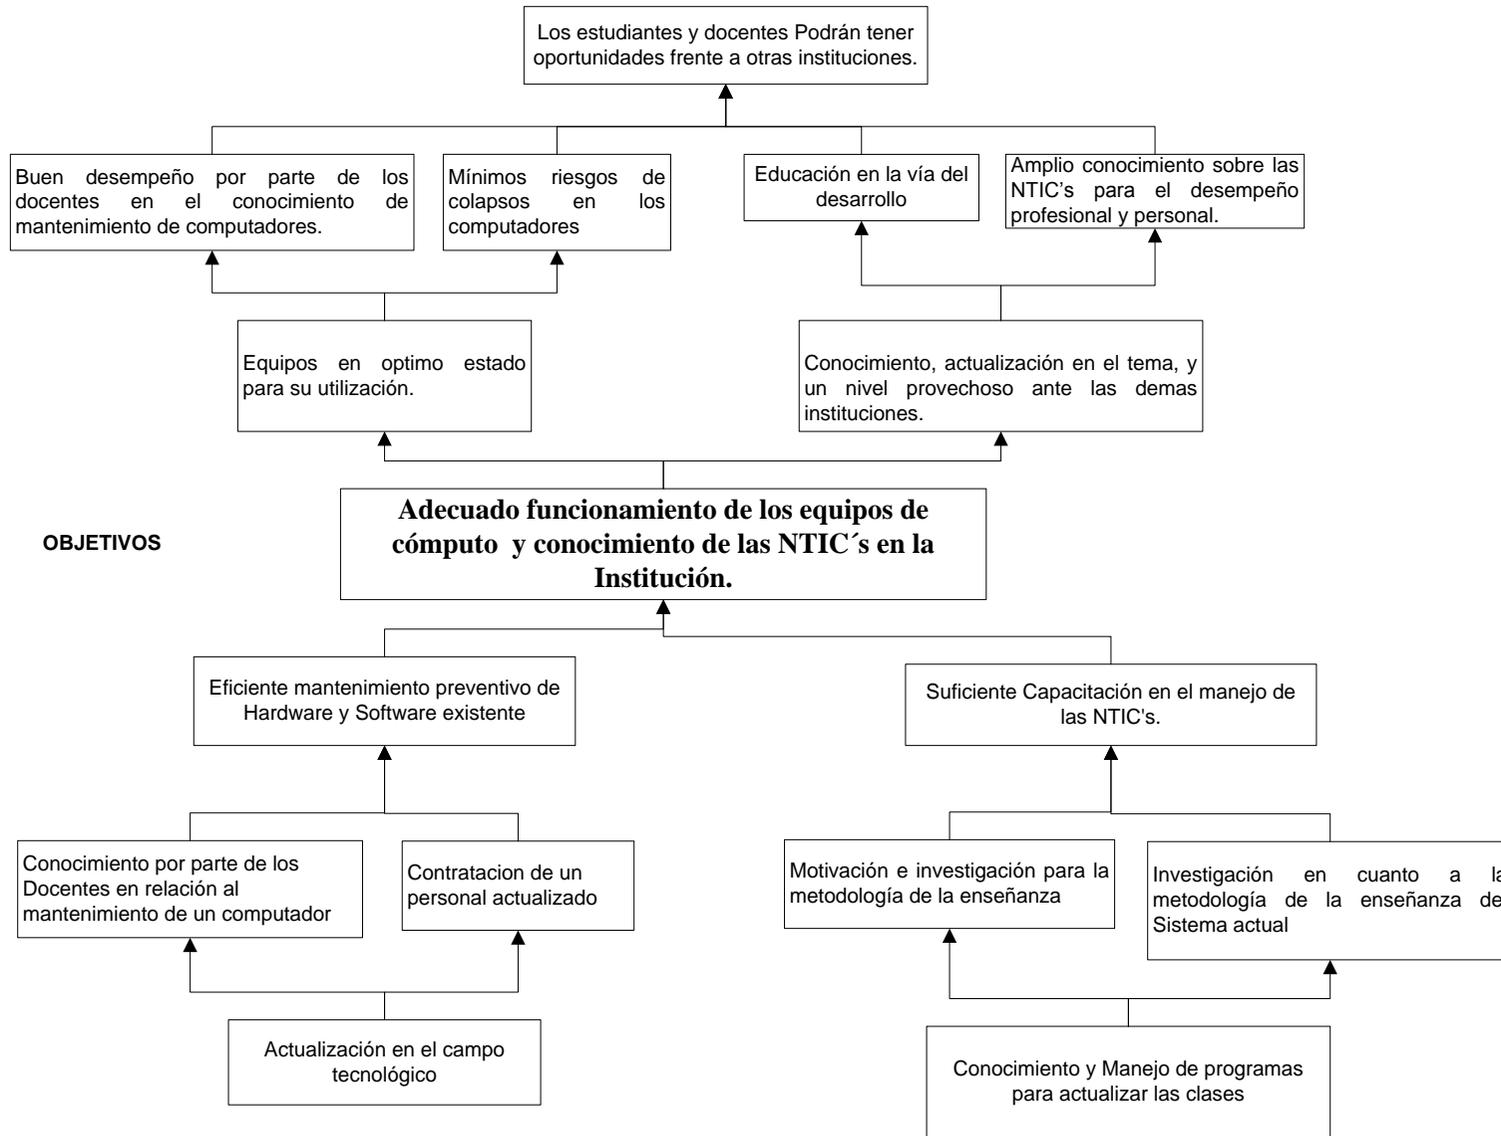 Los estudiantes y docentes Podrán tener
oportunidades frente a otras instituciones.
Buen desempeño por parte de los
docentes en el conocimiento de
mantenimiento de computadores.
Mínimos riesgos de
colapsos en los
computadores
Educación en la vía del
desarrollo
Amplio conocimiento sobre las
NTIC's para el desempeño
profesional y personal.
Equipos en optimo estado
para su utilización.
Conocimiento, actualización en el tema, y
un nivel provechoso ante las demas
instituciones.
OBJETIVOS
Adecuado funcionamiento de los equipos de
cómputo y conocimiento de las NTIC´s en la
Institución.
Eficiente mantenimiento preventivo de
Hardware y Software existente
Suficiente Capacitación en el manejo de
las NTIC's.
Conocimiento por parte de los
Docentes en relación al
mantenimiento de un computador
Contratacion de un
personal actualizado
Motivación e investigación para la
metodología de la enseñanza
Investigación en cuanto a la
metodología de la enseñanza de
Sistema actual
Actualización en el campo
tecnológico
Conocimiento y Manejo de programas
para actualizar las clases